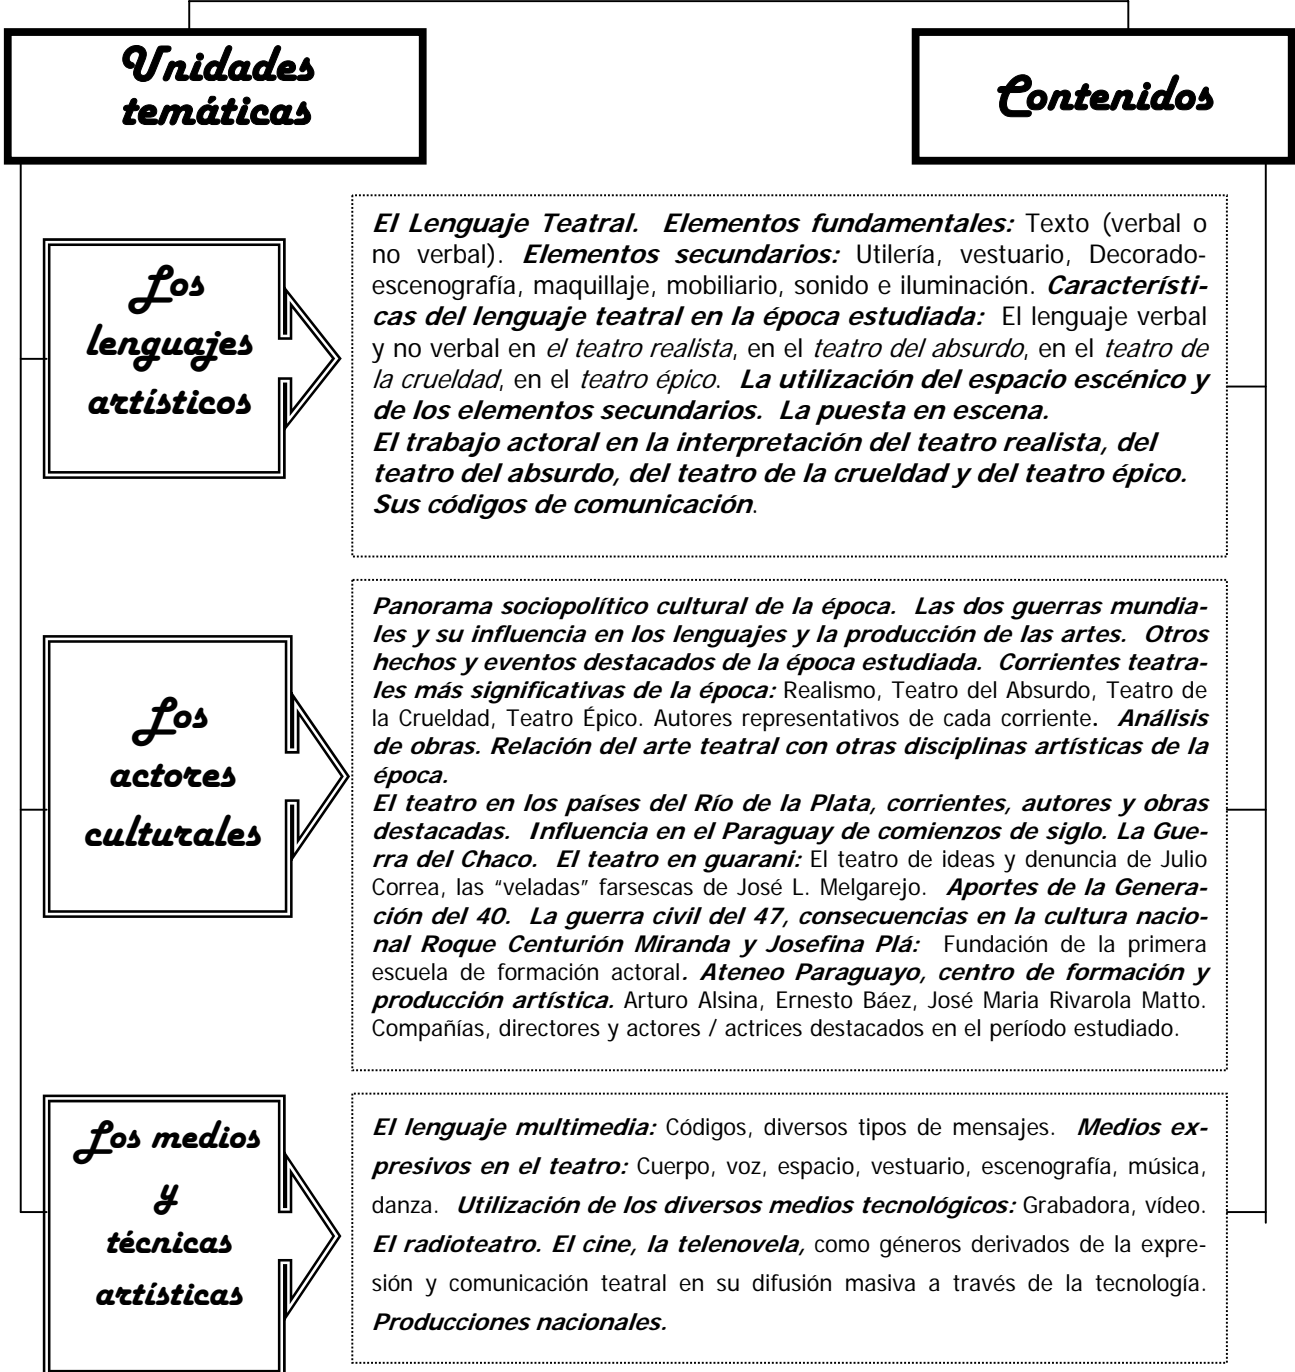 Unidades
temáticas
Contenidos
Los
lenguajes
artísticos
El Lenguaje Teatral. Elementos fundamentales: Texto (verbal o
no verbal). Elementos secundarios: Utilería, vestuario, Decorado-
escenografía, maquillaje, mobiliario, sonido e iluminación. Característi-
cas del lenguaje teatral en la época estudiada: El lenguaje verbal
y no verbal en el teatro realista, en el teatro del absurdo, en el teatro de
la crueldad, en el teatro épico. La utilización del espacio escénico y
de los elementos secundarios. La puesta en escena.
El trabajo actoral en la interpretación del teatro realista, del
teatro del absurdo, del teatro de la crueldad y del teatro épico.
Sus códigos de comunicación.
Los
actores
culturales
Panorama sociopolítico cultural de la época. Las dos guerras mundia-
les y su influencia en los lenguajes y la producción de las artes. Otros
hechos y eventos destacados de la época estudiada. Corrientes teatra-
les más significativas de la época: Realismo, Teatro del Absurdo, Teatro de
la Crueldad, Teatro Épico. Autores representativos de cada corriente. Análisis
de obras. Relación del arte teatral con otras disciplinas artísticas de la
época.
El teatro en los países del Río de la Plata, corrientes, autores y obras
destacadas. Influencia en el Paraguay de comienzos de siglo. La Gue-
rra del Chaco. El teatro en guarani: El teatro de ideas y denuncia de Julio
Correa, las “veladas” farsescas de José L. Melgarejo. Aportes de la Genera-
ción del 40. La guerra civil del 47, consecuencias en la cultura nacio-
nal Roque Centurión Miranda y Josefina Plá: Fundación de la primera
escuela de formación actoral. Ateneo Paraguayo, centro de formación y
producción artística. Arturo Alsina, Ernesto Báez, José Maria Rivarola Matto.
Compañías, directores y actores / actrices destacados en el período estudiado.
Los medios
y
técnicas
artísticas
El lenguaje multimedia: Códigos, diversos tipos de mensajes. Medios ex-
presivos en el teatro: Cuerpo, voz, espacio, vestuario, escenografía, música,
danza. Utilización de los diversos medios tecnológicos: Grabadora, vídeo.
El radioteatro. El cine, la telenovela, como géneros derivados de la expre-
sión y comunicación teatral en su difusión masiva a través de la tecnología.
Producciones nacionales.